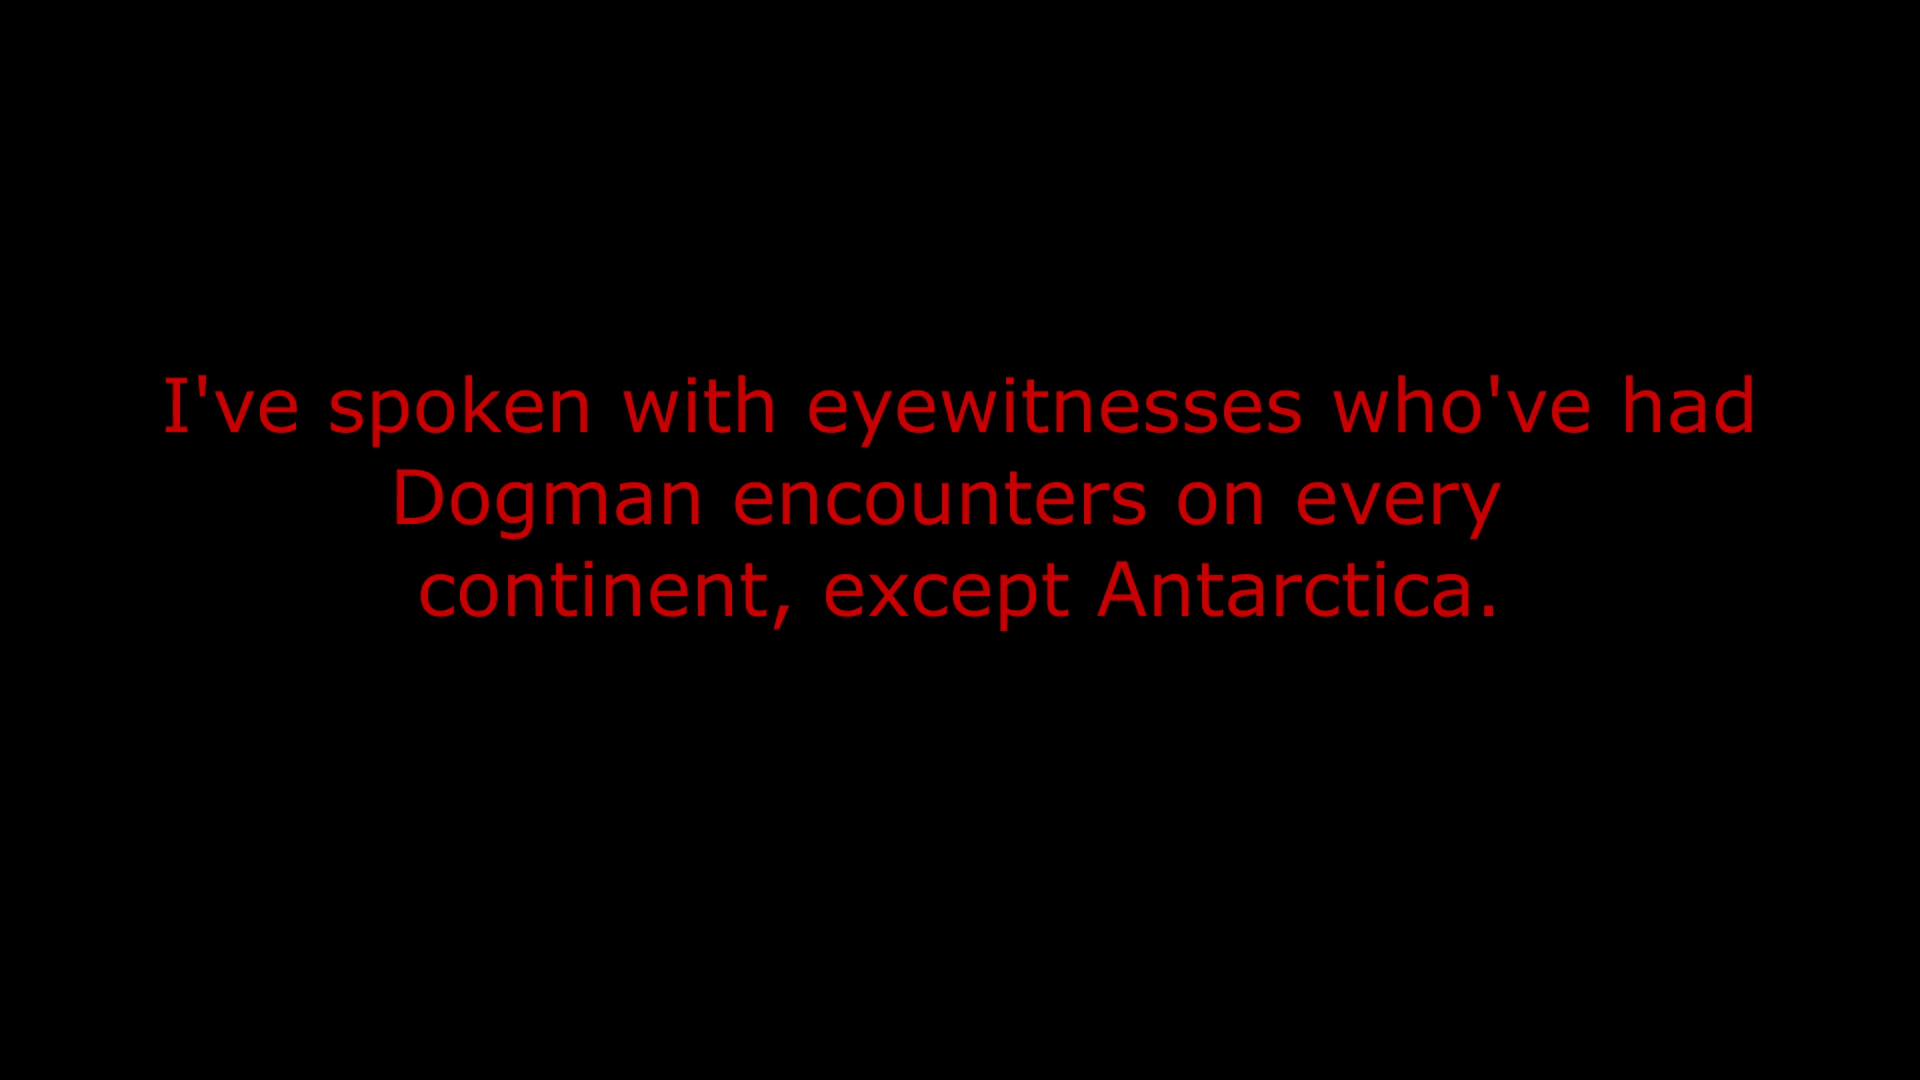 I've spoken with eyewitnesses who've had
Dogman encounters on every
continent, except Antarctica.